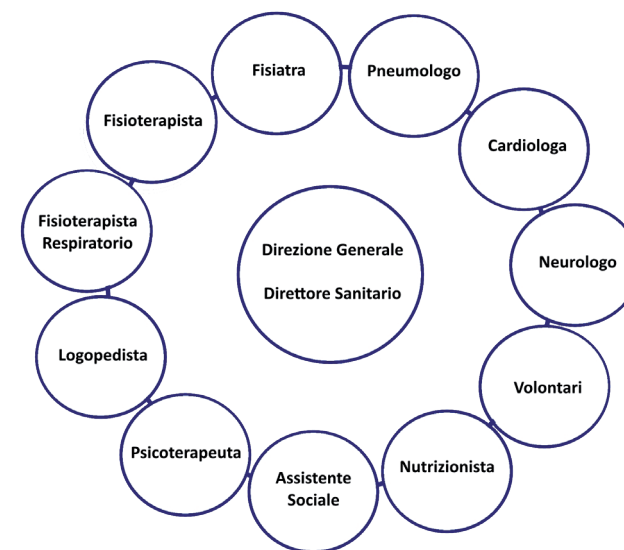 Fisiatra
Pneumologo
Cardiologa
Neurologo
Volontari
Nutrizionista
Assistente
Sociale
Psicoterapeuta
Logopedista
Fisioterapista
Respiratorio
Fisioterapista
Direzione Generale
Direttore Sanitario